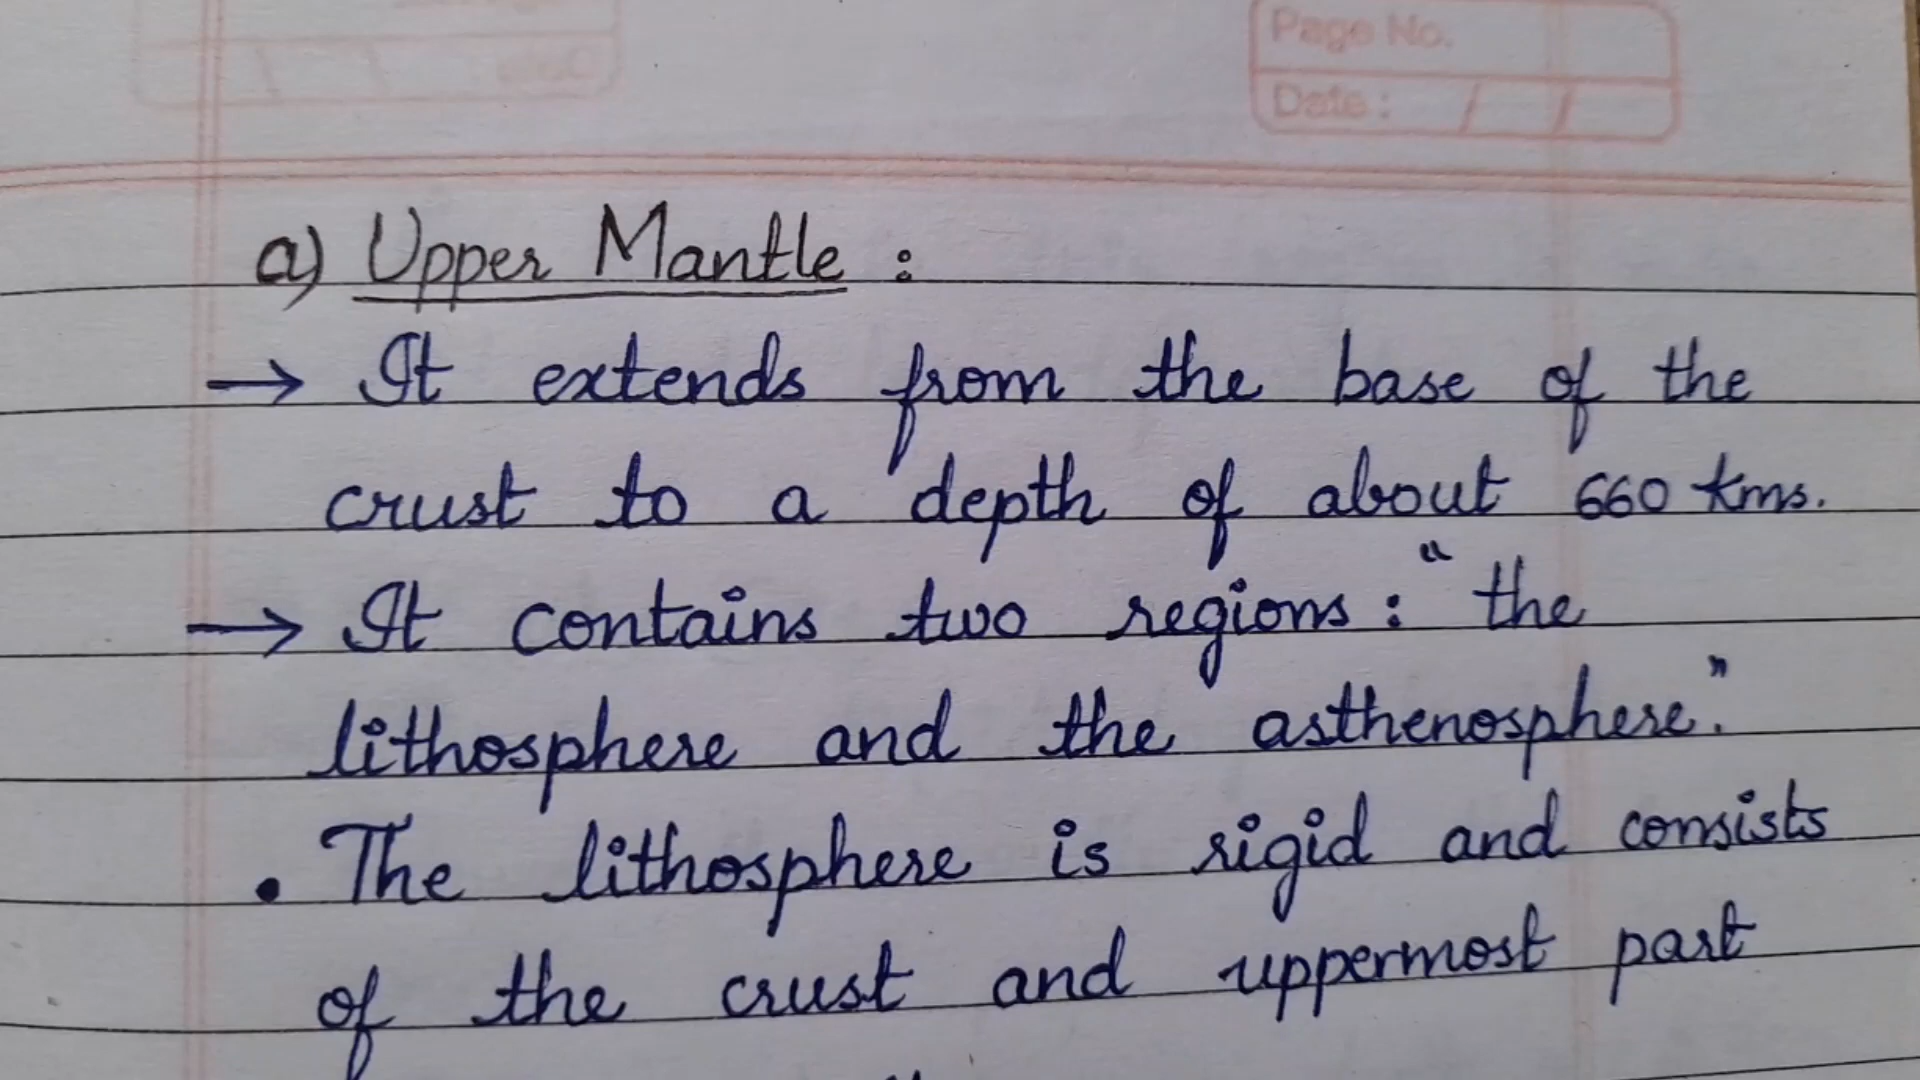 Page No.
Date : / /
a) Upper Mantle :
→ It extends from the base of the
crust to a depth of about 660 kms.
→ It contains two regions : "the
lithosphere and the asthenosphere."
• The lithosphere is rigid and consists
of the crust and uppermost part